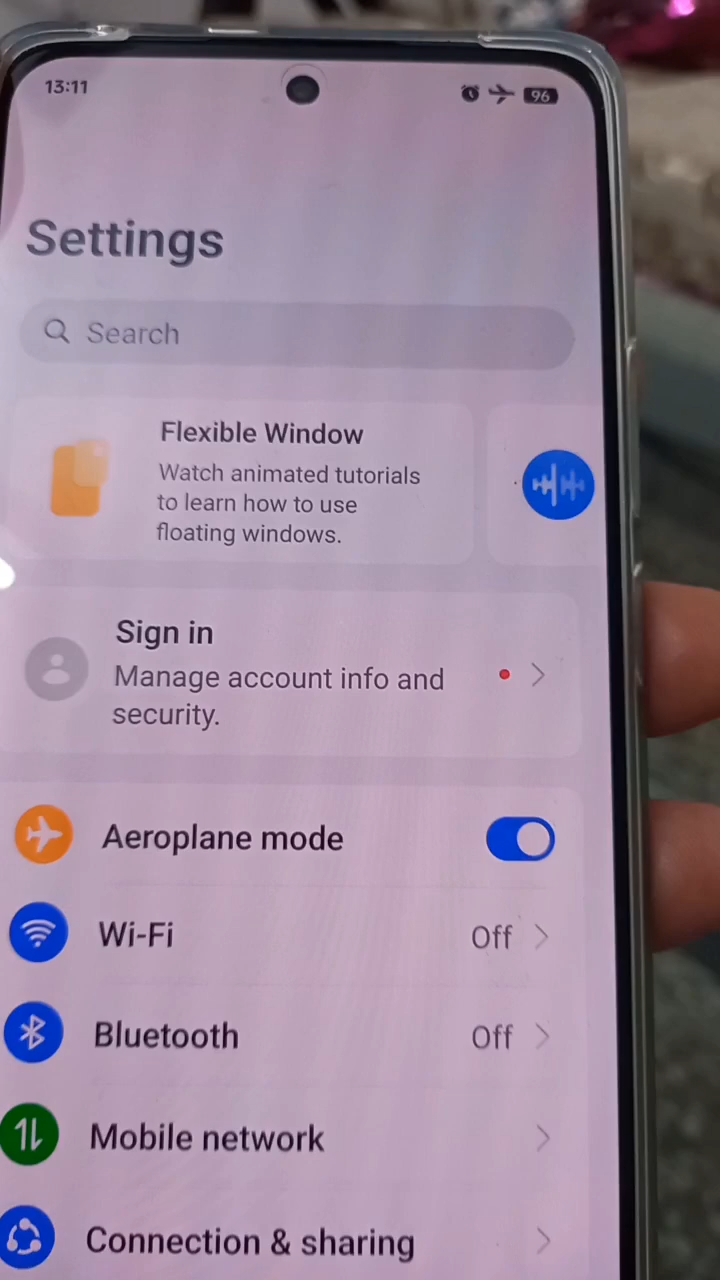 13:11
96
Settings
Search
Flexible Window
Watch animated tutorials
to learn how to use
floating windows.
Sign in
Manage account info and
security.
Aeroplane mode
Wi-Fi Off
Bluetooth Off
Mobile network
Connection & sharing